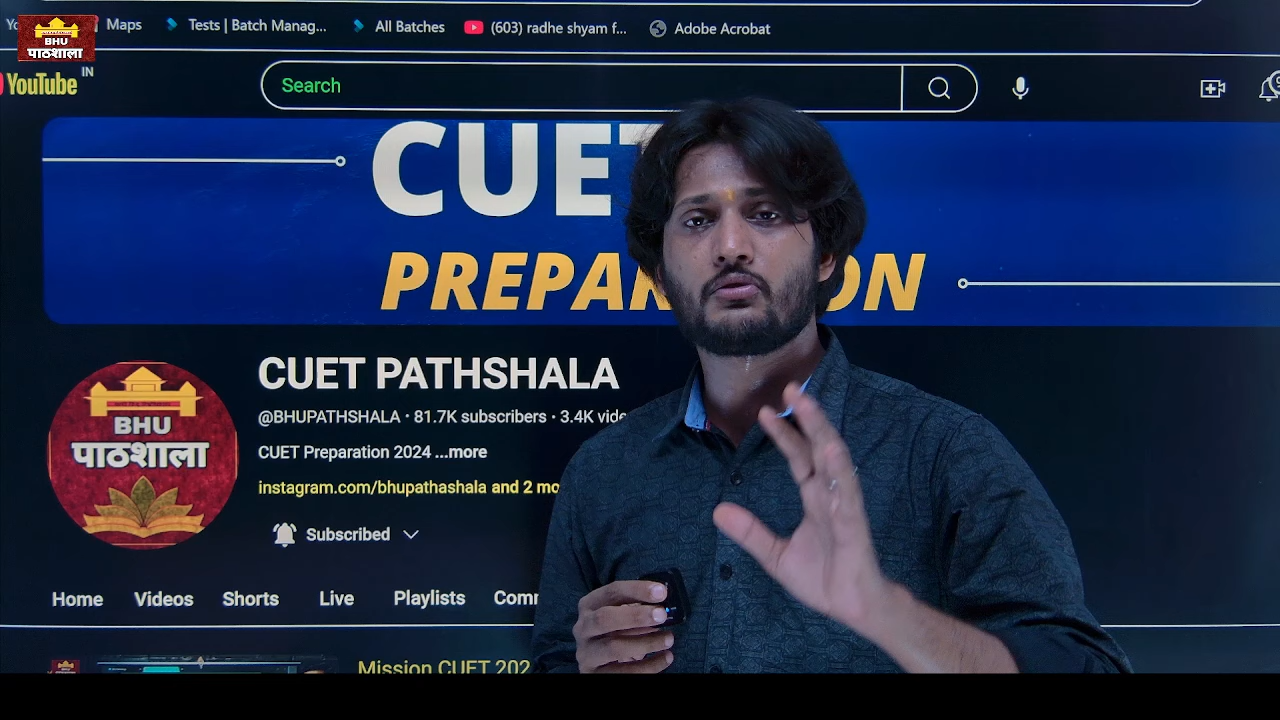 Maps Tests | Batch Manag... All Batches (603) radhe shyam f... Adobe Acrobat
BHU
पाठशाला
YouTube IN
Search
CUET
PREPAR
ON
CUET PATHSHALA
@BHUPATHSHALA · 81.7K subscribers · 3.4K vide
CUET Preparation 2024 ...more
instagram.com/bhupathashala and 2 mo
BHU
पाठशाला
Subscribed
Home Videos Shorts Live Playlists Com
Mission CUET 202